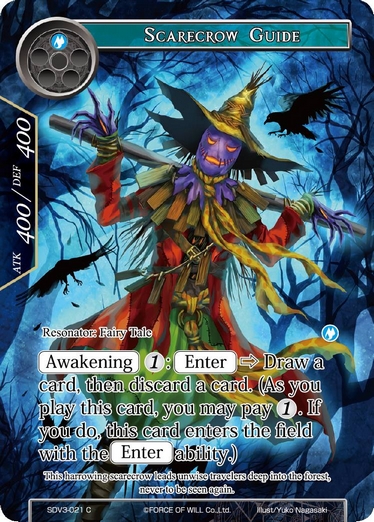 Scarecrow Guide
ATK 400 / DEF 400
Resonator: Fairy Tale
Awakening 1 : Enter ⇨ Draw a
card, then discard a card. (As you
play this card, you may pay 1 . If
you do, this card enters the field
with the Enter ability.)
This harrowing scarecrow leads unwise travelers deep into the forest,
never to be seen again.
SDV3-021 C ©FORCE OF WILL Co.,Ltd. Illust/Yuko Nagasaki